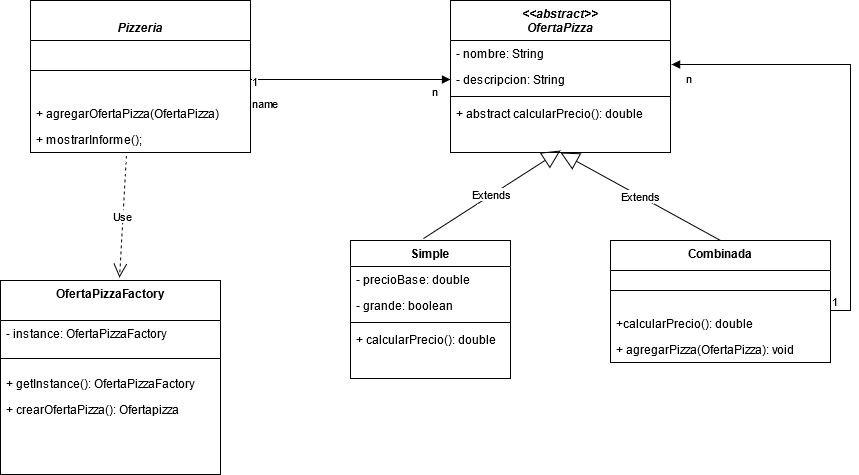 Pizzeria
+ agregarOfertaPizza(OfertaPizza)
+ mostrarInforme();
1
name
n
<<abstract>>
OfertaPizza
- nombre: String
- descripcion: String
+ abstract calcularPrecio(): double
n
Use
Extends
Extends
OfertaPizzaFactory
- instance: OfertaPizzaFactory
+ getInstance(): OfertaPizzaFactory
+ crearOfertaPizza(): Ofertapizza
Simple
- precioBase: double
- grande: boolean
+ calcularPrecio(): double
Combinada
+calcularPrecio(): double
+ agregarPizza(OfertaPizza): void
1